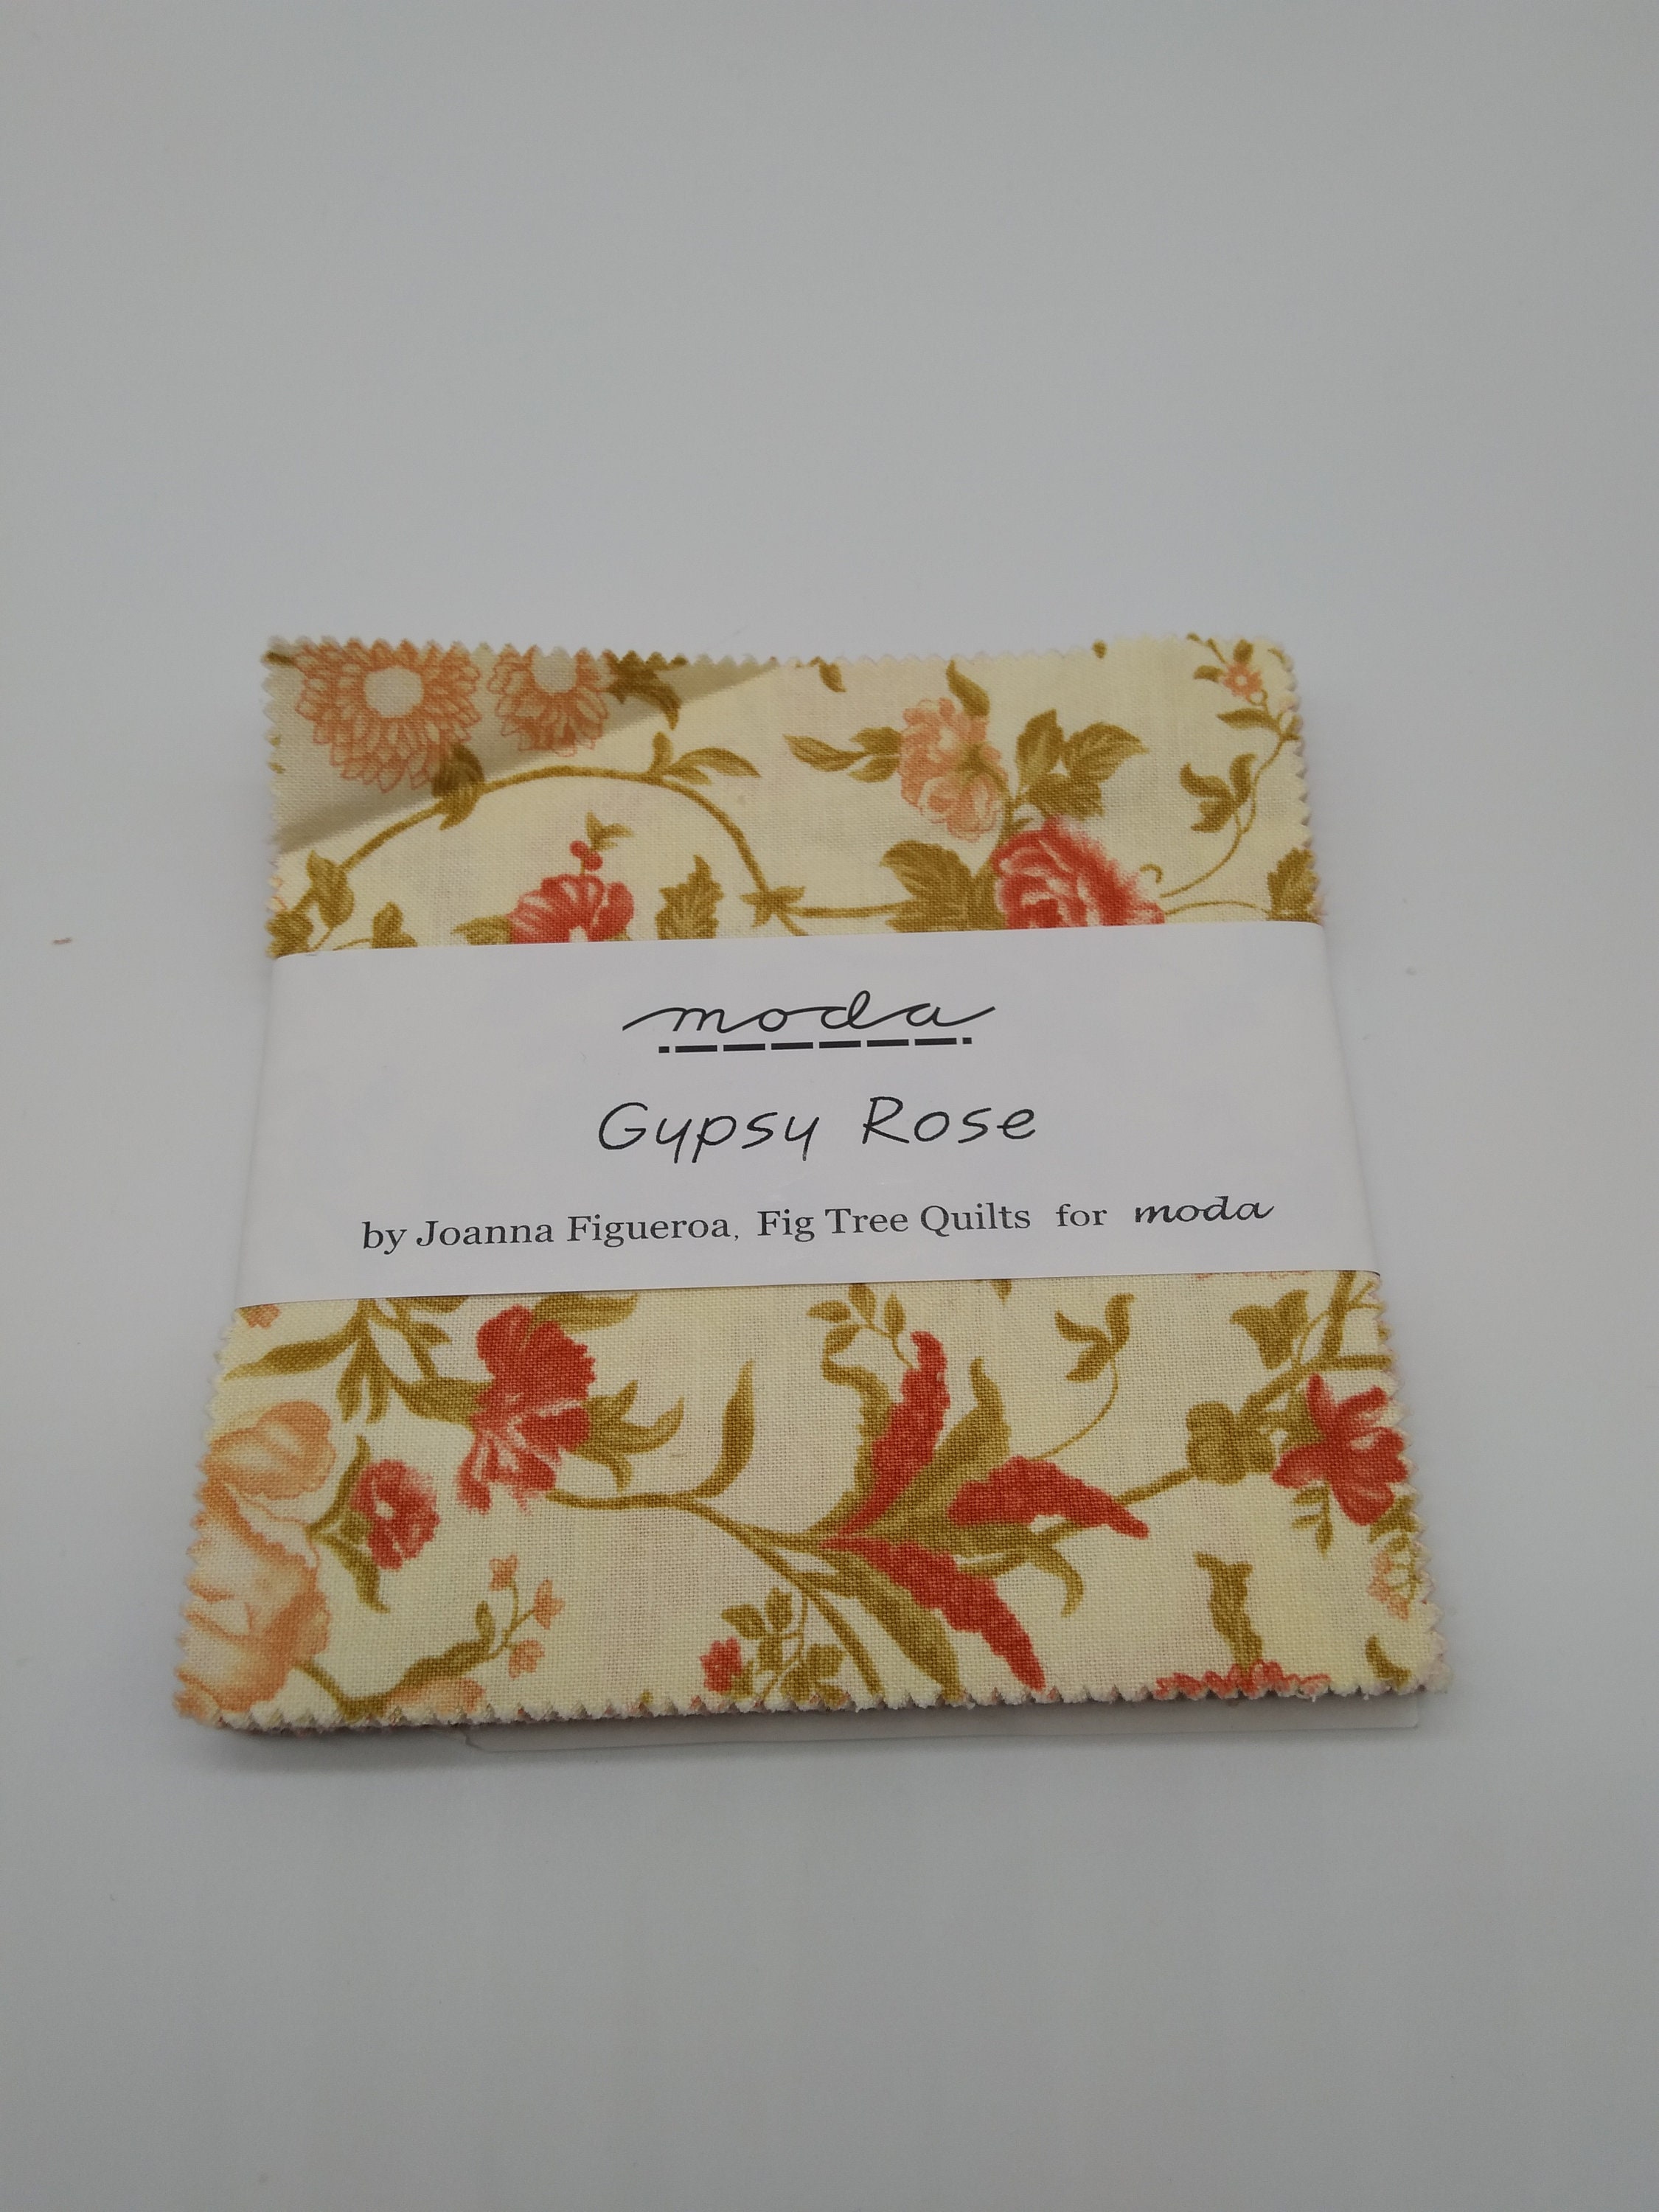 moda
Gypsy Rose
by Joanna Figueroa, Fig Tree Quilts for moda